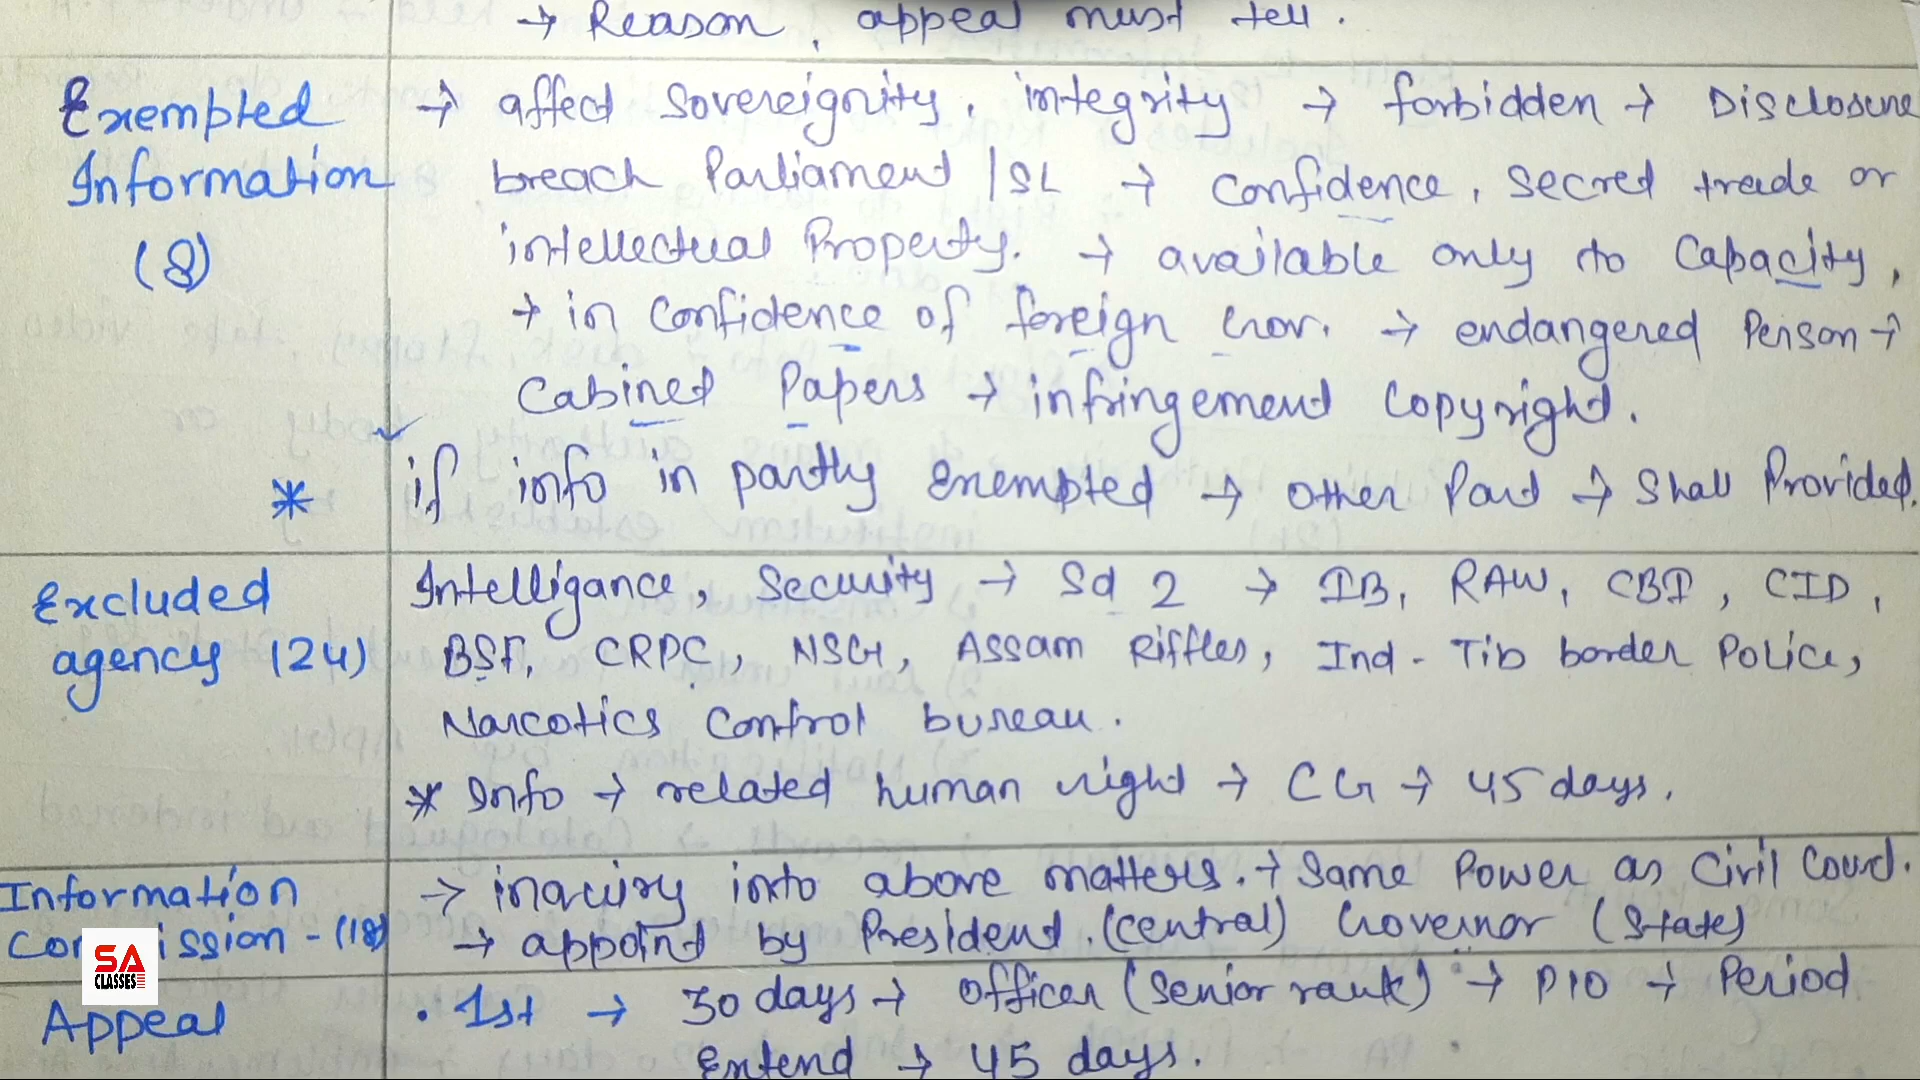 → Reason, appeal must tell.
Exempted → affect sovereignity, integrity → forbidden → Disclosure
Information breach Parliament / SL → confidence, secret trade or
(8) intellectual Property. → available only to capacity,
→ in confidence of foreign Gov. → endangered Person →
Cabinet Papers → infringement copyright.
* if info in partly exempted → other Part → Shall Provided.
Excluded Intelligance, Security → Sd 2 → IB, RAW, CBI, CID,
agency (24) BSF, CRPC, NSG, Assam Riffles, Ind - Tib border Police,
Narcotics control bureau.
* Info → related human right → CG → 45 days.
Information → inquiry into above matters. → Same Power as Civil Court.
Co ission - (18) → appoint by President. (central) Governor (State)
SA
CLASSES
Appeal . 1st → 30 days → officer (senior rank) → PIO → Period
Extend → 45 days.